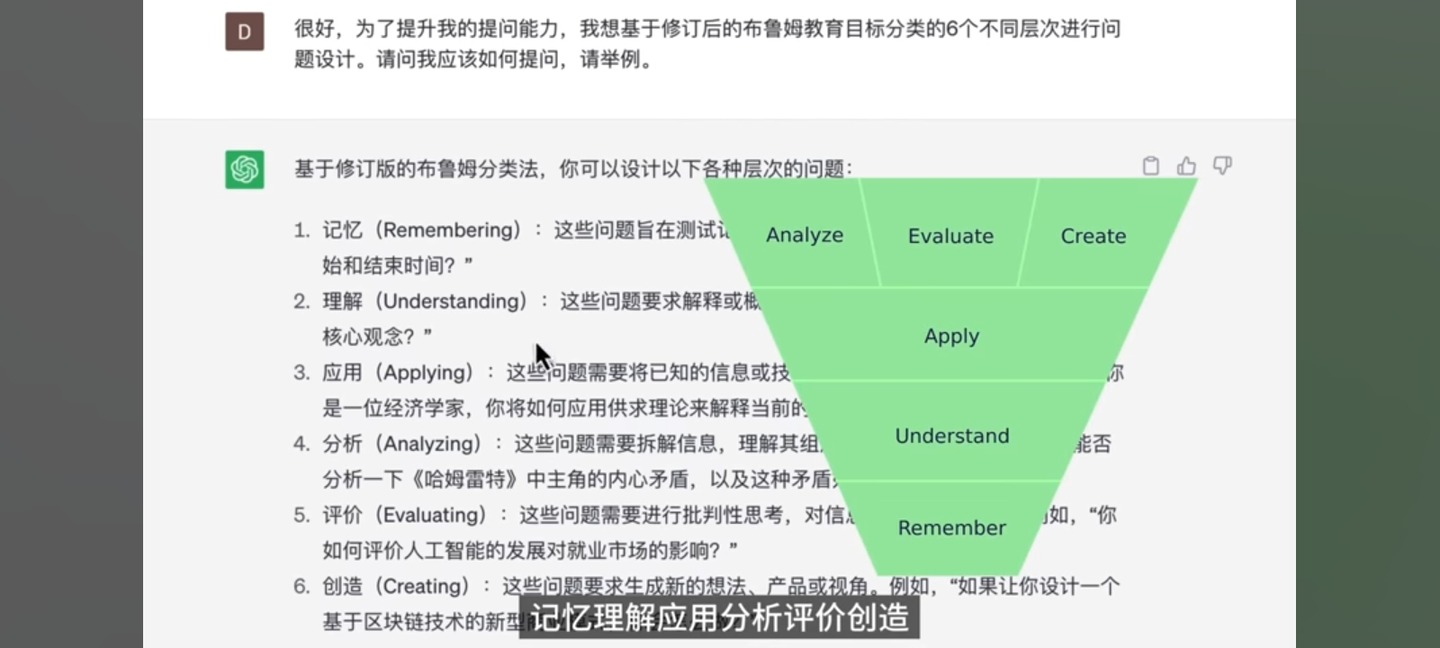 D
很好，为了提升我的提问能力，我想基于修订后的布鲁姆教育目标分类的6个不同层次进行问
题设计。请问我应该如何提问，请举例。
基于修订版的布鲁姆分类法，你可以设计以下各种层次的问题：
1. 记忆（Remembering）：这些问题旨在测试
始和结束时间？”
2. 理解（Understanding）：这些问题要求解释或
核心观念？”
3. 应用（Applying）：这些问题需要将已知的信息或技 你
是一位经济学家，你将如何应用供求理论来解释当前的
4. 分析（Analyzing）：这些问题需要拆解信息，理解其组 能否
分析一下《哈姆雷特》中主角的内心矛盾，以及这种矛盾
5. 评价（Evaluating）：这些问题需要进行批判性思考，对信 如，“你
如何评价人工智能的发展对就业市场的影响？”
6. 创造（Creating）：这些问题要求生成新的想法、产品或视角。例如，“如果让你设计一个
基于区块链技术的新型
Analyze Evaluate Create
Apply
Understand
Remember
记忆理解应用分析评价创造